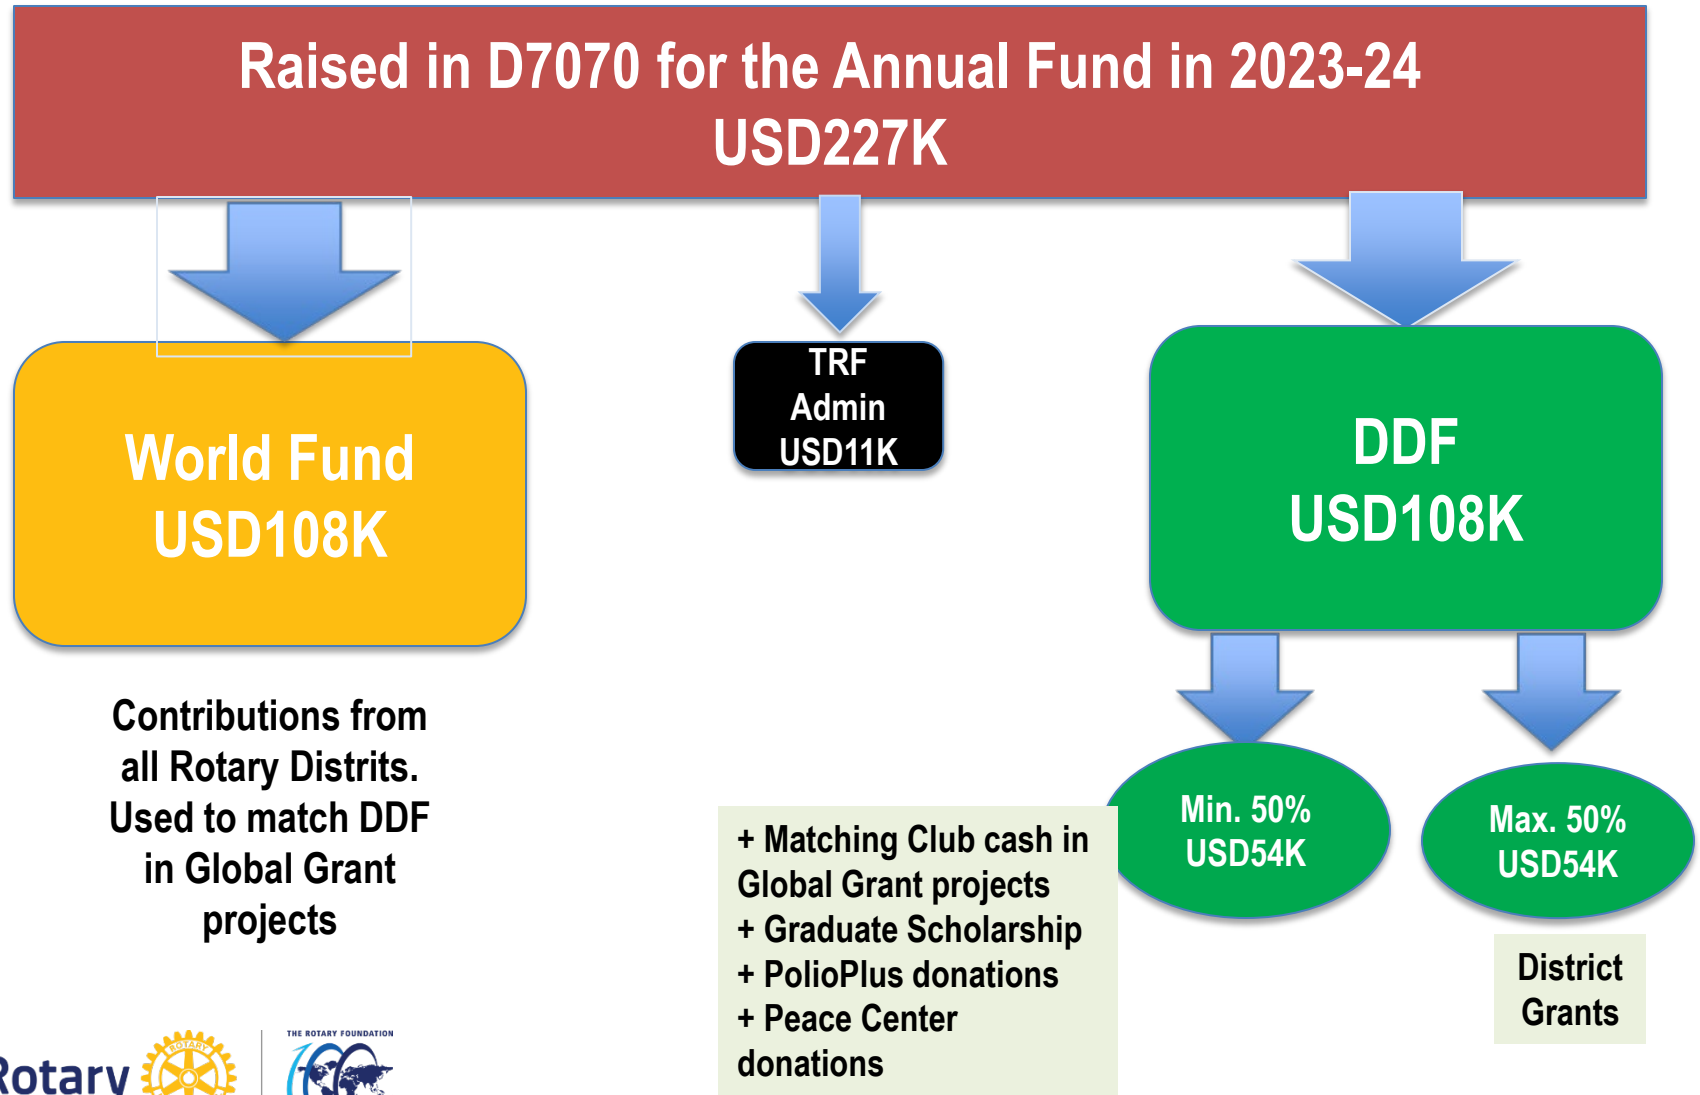 Raised in D7070 for the Annual Fund in 2023-24
USD227K
World Fund
USD108K
TRF
Admin
USD11K
DDF
USD108K
Contributions from
all Rotary Distrits.
Used to match DDF
in Global Grant
projects
Min. 50%
USD54K
Max. 50%
USD54K
+ Matching Club cash in
Global Grant projects
+ Graduate Scholarship
+ PolioPlus donations
+ Peace Center
donations
District
Grants
Rotary
ROTARY
THE ROTARY FOUNDATION
100